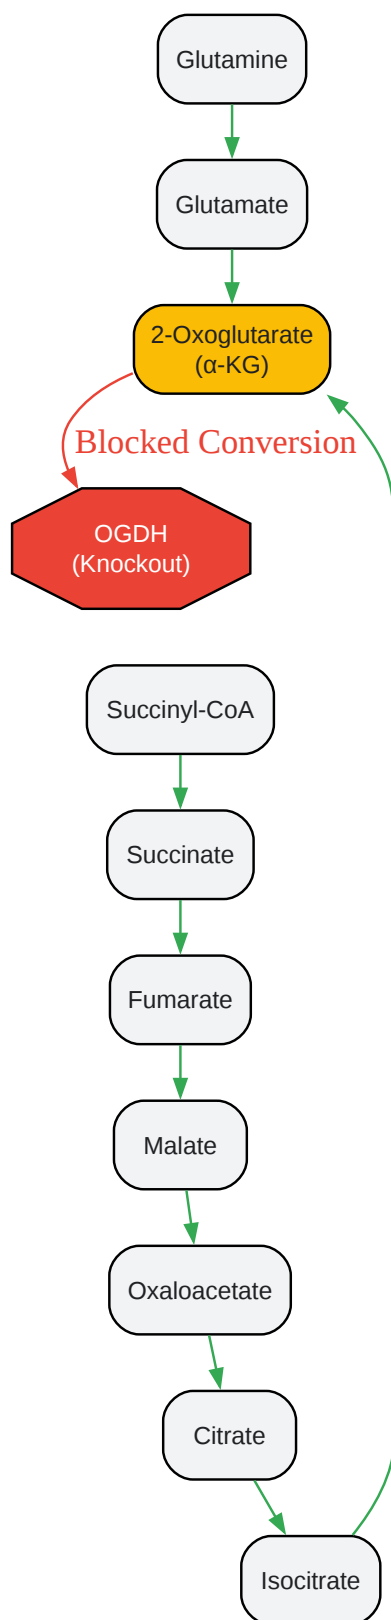 Glutamine
Glutamate
2-Oxoglutarate
(α-KG)
Blocked Conversion
OGDH
(Knockout)
Succinyl-CoA
Succinate
Fumarate
Malate
Oxaloacetate
Citrate
Isocitrate